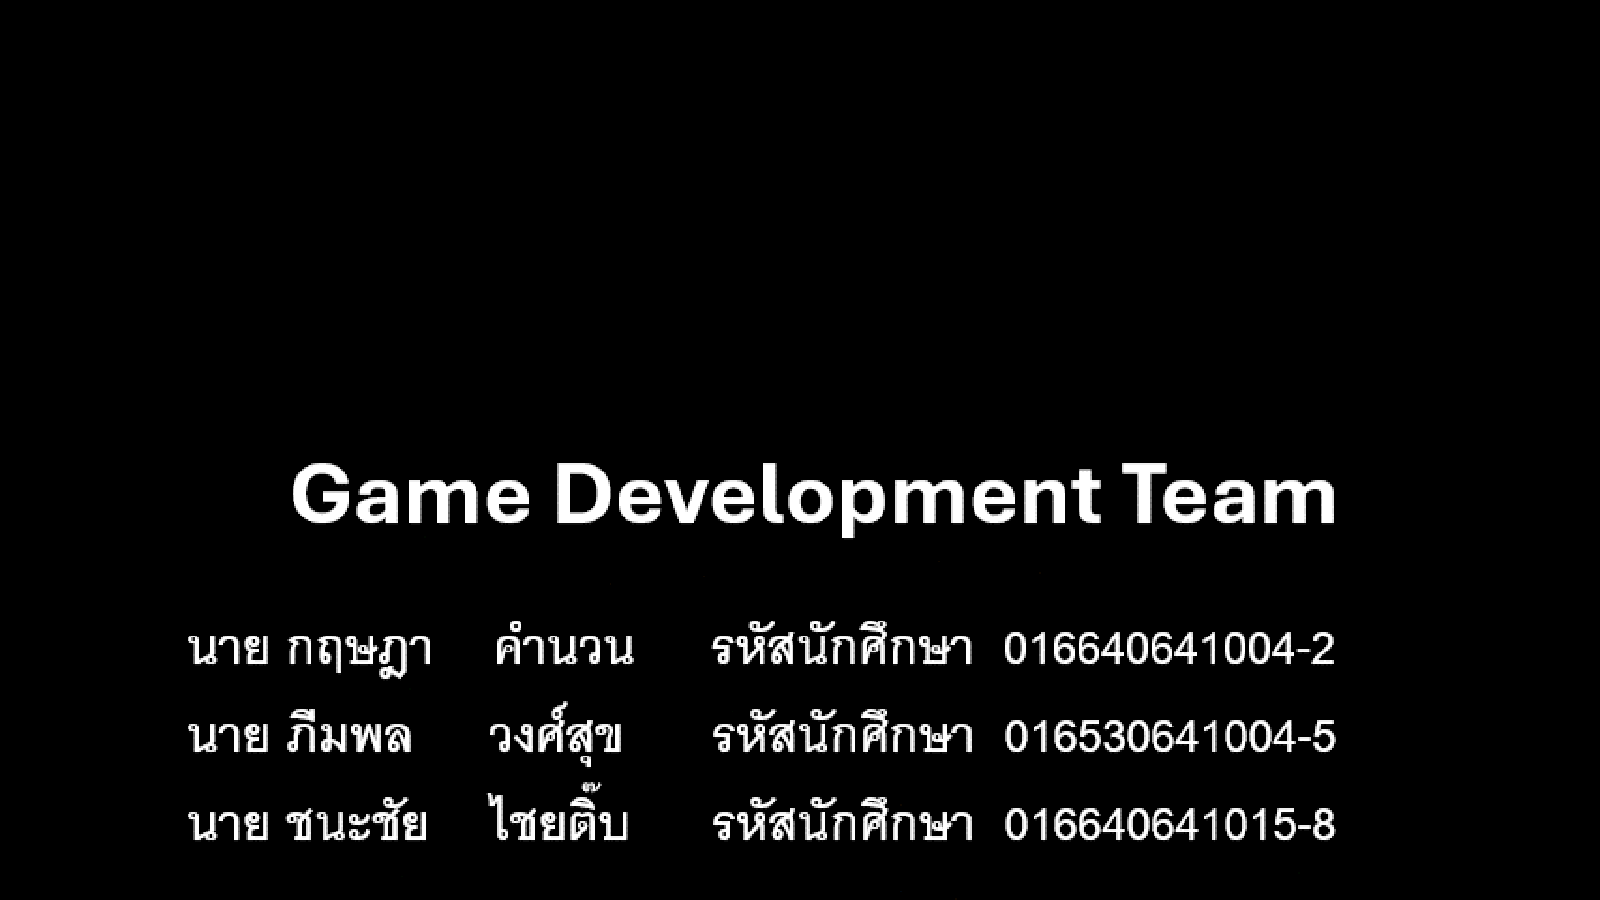 Game Development Team
นาย กฤษฎา คำนวน รหัสนักศึกษา 016640641004-2
นาย ภีมพล วงศ์สุข รหัสนักศึกษา 016530641004-5
นาย ชนะชัย ไชยติ๊บ รหัสนักศึกษา 016640641015-8